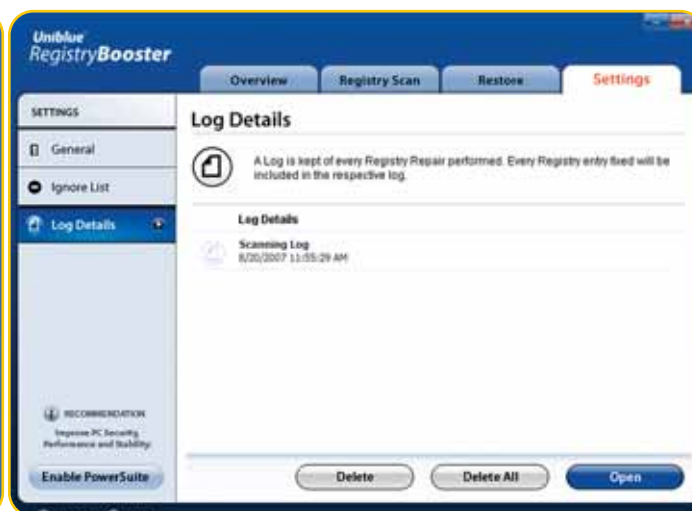 Uniblue
RegistryBooster
Overview
Registry Scan
Restore
Settings
SETTINGS
General
Ignore List
Log Details
Log Details
A Log is kept of every Registry Repair performed. Every Registry entry fixed will be
included in the respective log.
Log Details
Scanning Log
8/20/2007 11:55:29 AM
RECOMMENDATION
Improve PC Security,
Performance and Stability.
Enable PowerSuite
Delete
Delete All
Open